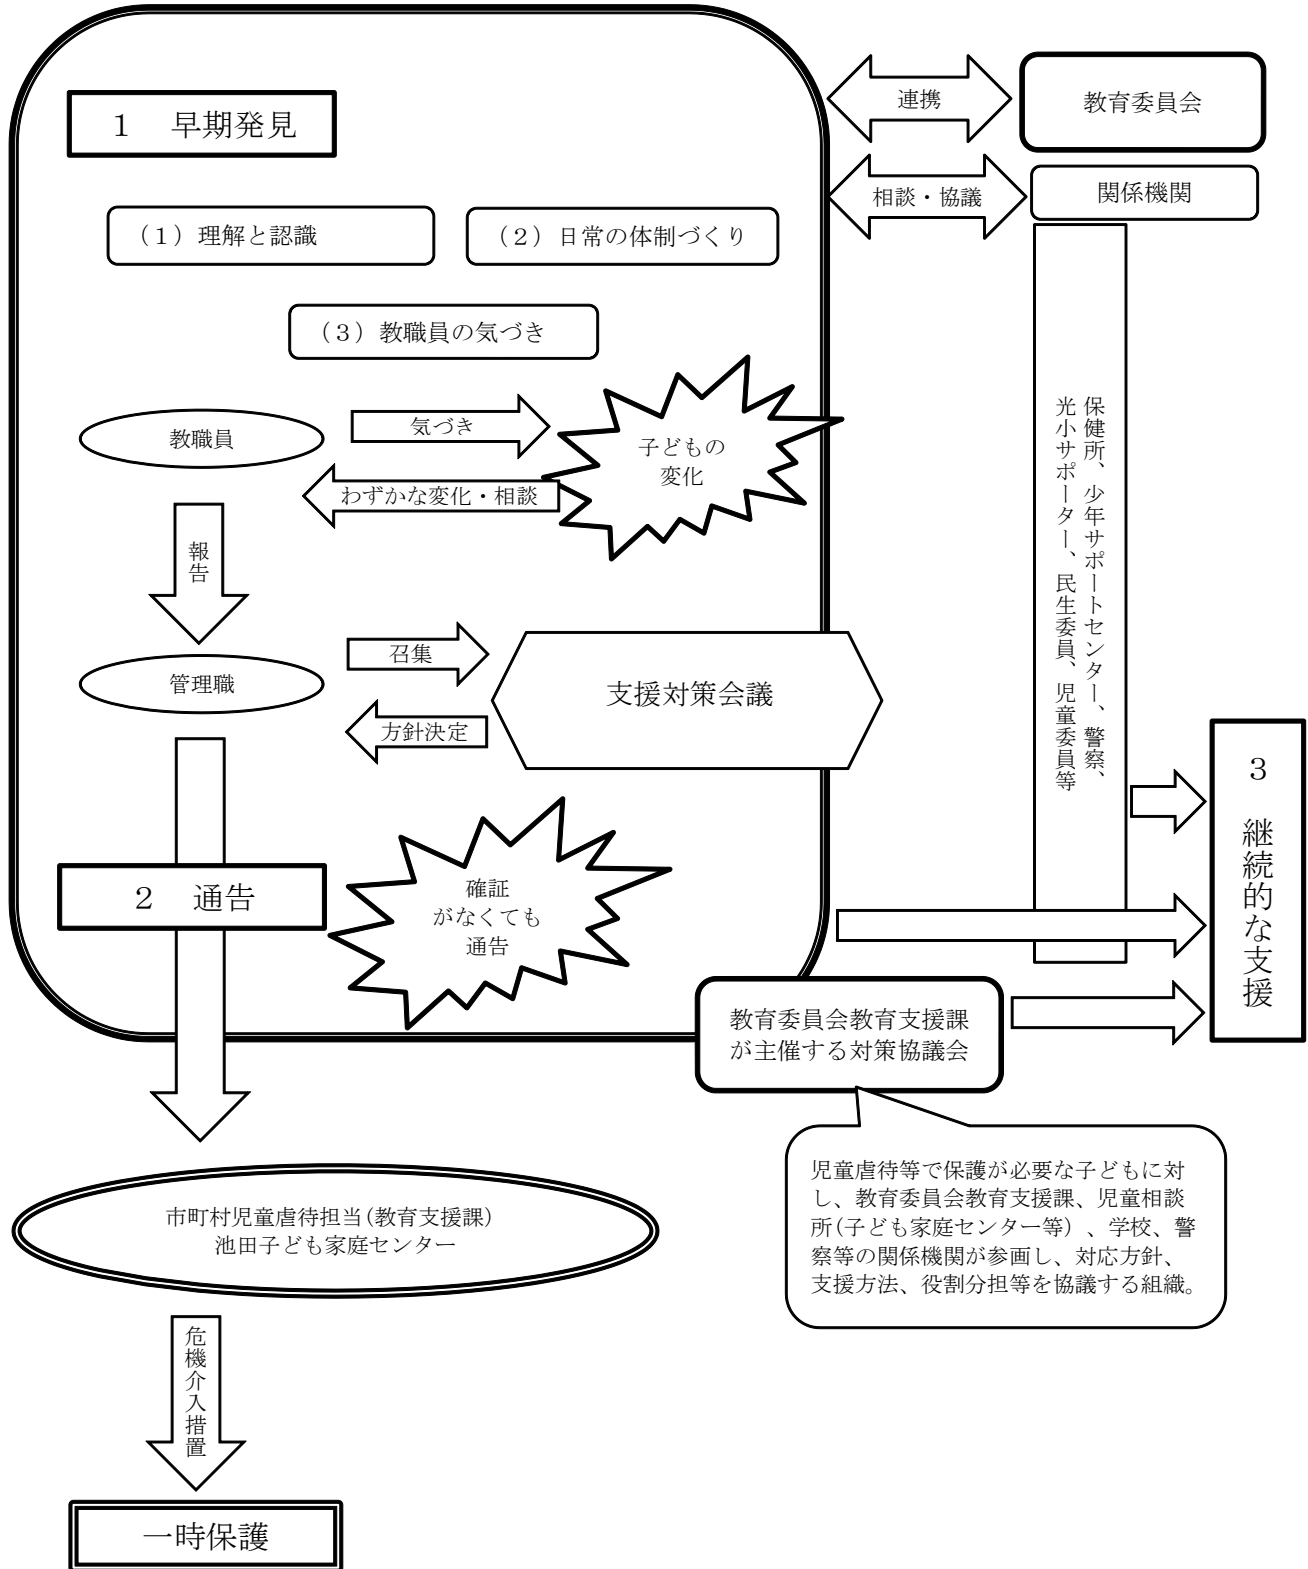 １　早期発見
（１）理解と認識
（２）日常の体制づくり
（３）教職員の気づき
教職員
気づき
子どもの
変化
わずかな変化・相談
報告
管理職
召集
方針決定
支援対策会議
２　通告
確証
がなくても
通告
連携
教育委員会
相談・協議
関係機関
保健所、少年サポートセンター、警察、
光小サポーター、民生委員、児童委員等
３　継続的な支援
教育委員会教育支援課
が主催する対策協議会
児童虐待等で保護が必要な子どもに対
し、教育委員会教育支援課、児童相談
所(子ども家庭センター等）、学校、警
察等の関係機関が参画し、対応方針、
支援方法、役割分担等を協議する組織。
市町村児童虐待担当(教育支援課)
池田子ども家庭センター
危機介入措置
一時保護